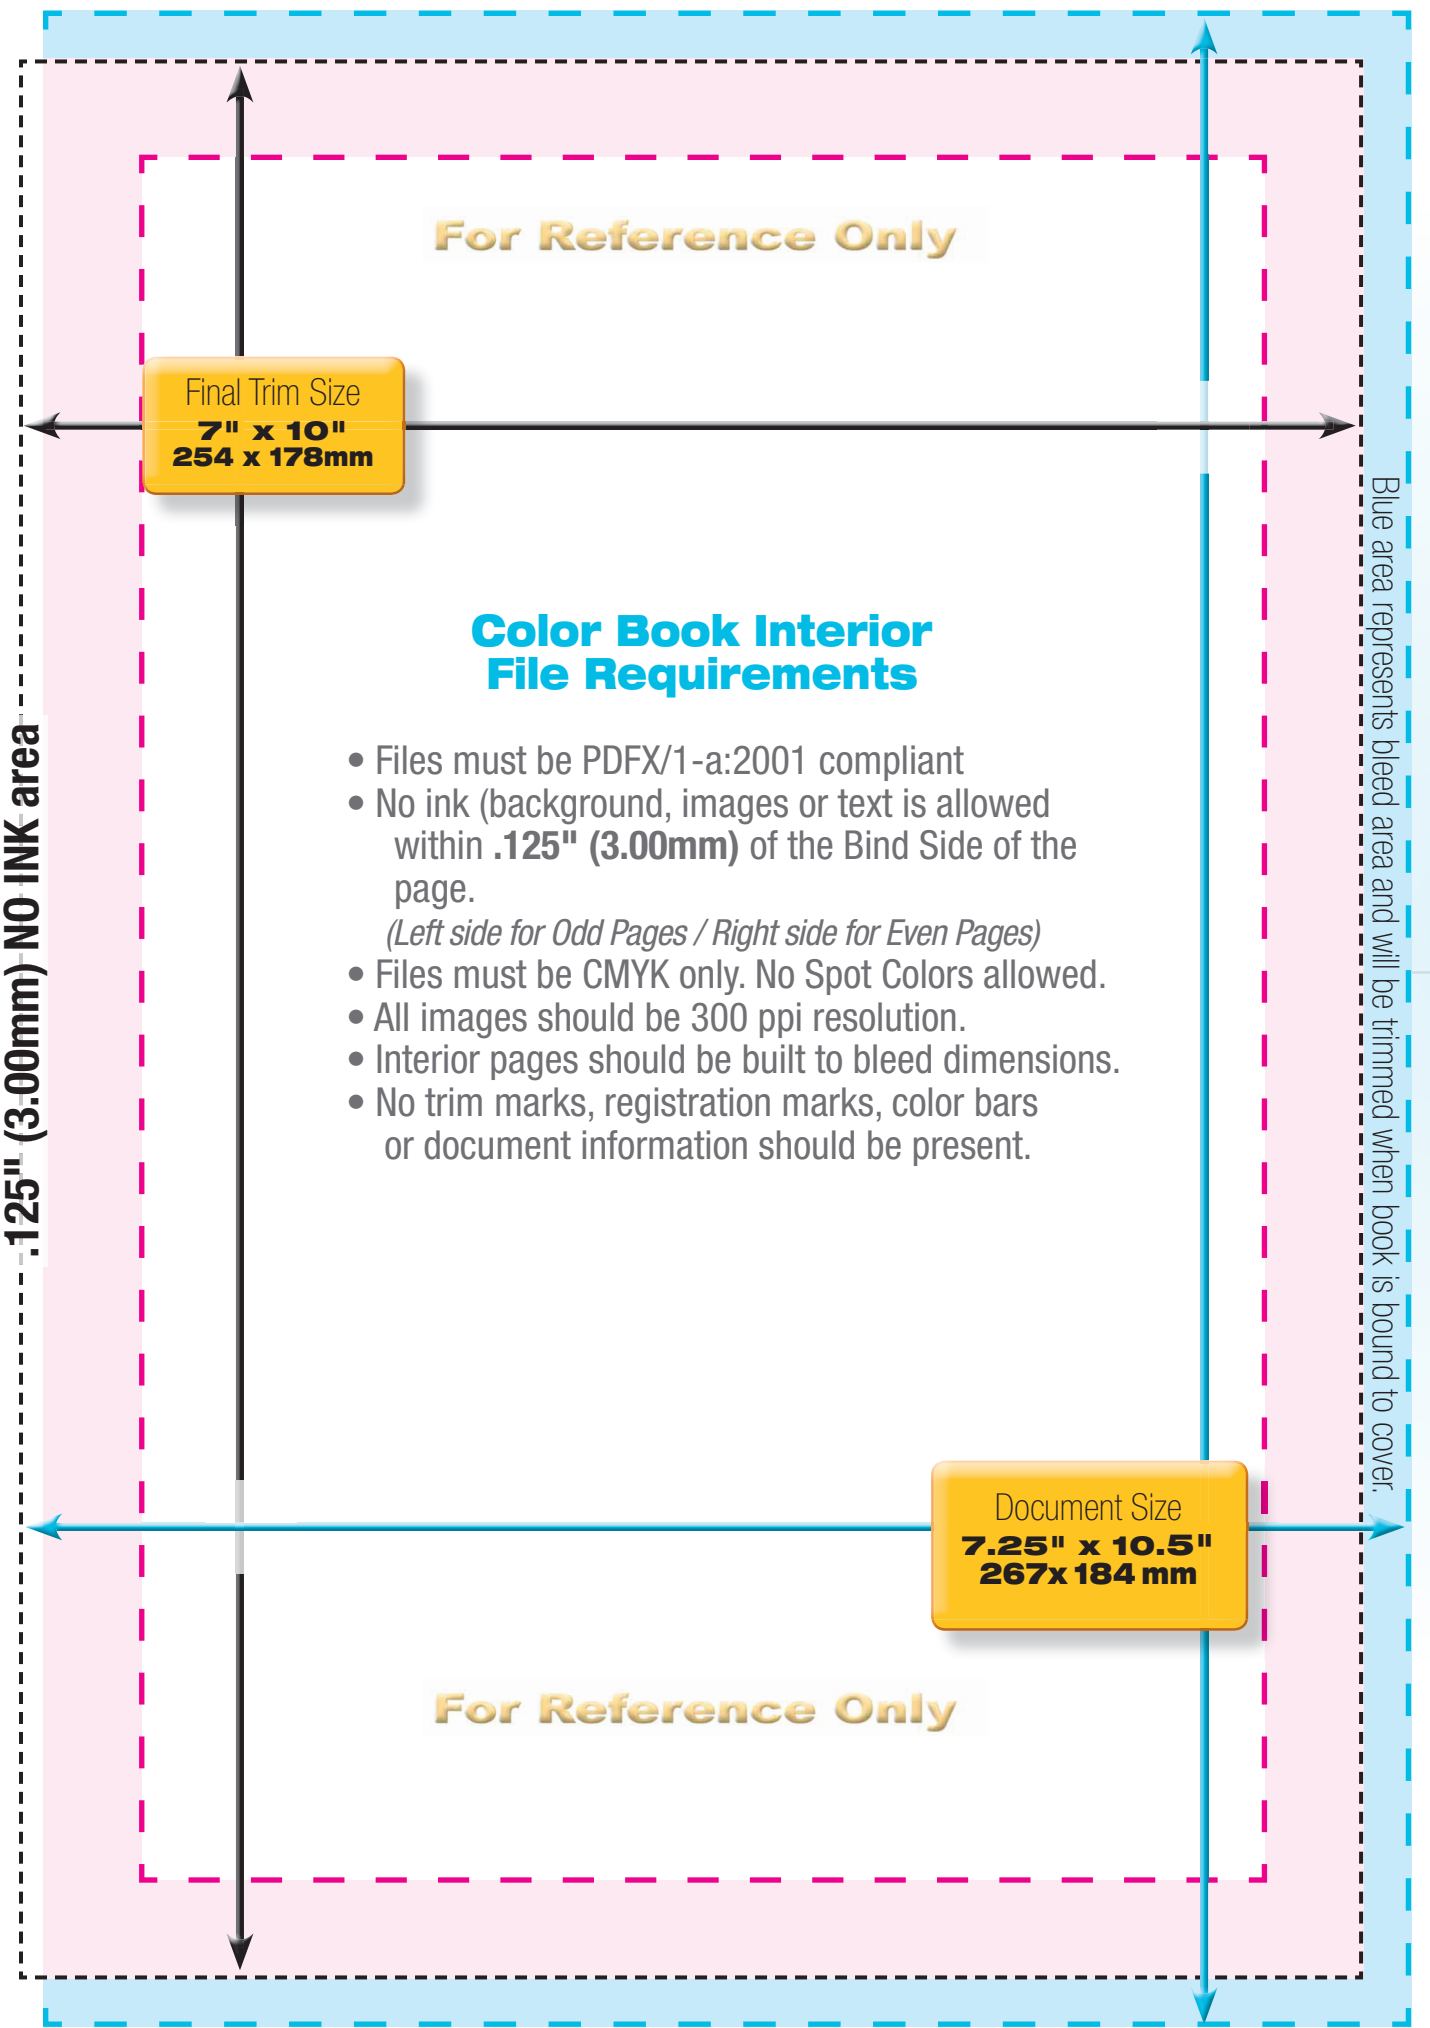 For Reference Only
Final Trim Size
7" x 10"
254 x 178mm
Color Book Interior
File Requirements
• Files must be PDFX/1-a:2001 compliant
• No ink (background, images or text is allowed
within .125" (3.00mm) of the Bind Side of the
page.
(Left side for Odd Pages / Right side for Even Pages)
• Files must be CMYK only. No Spot Colors allowed.
• All images should be 300 ppi resolution.
• Interior pages should be built to bleed dimensions.
• No trim marks, registration marks, color bars
or document information should be present.
.125" (3.00mm) NO INK area
Blue area represents bleed area and will be trimmed when book is bound to cover.
Document Size
7.25" x 10.5"
267x 184 mm
For Reference Only